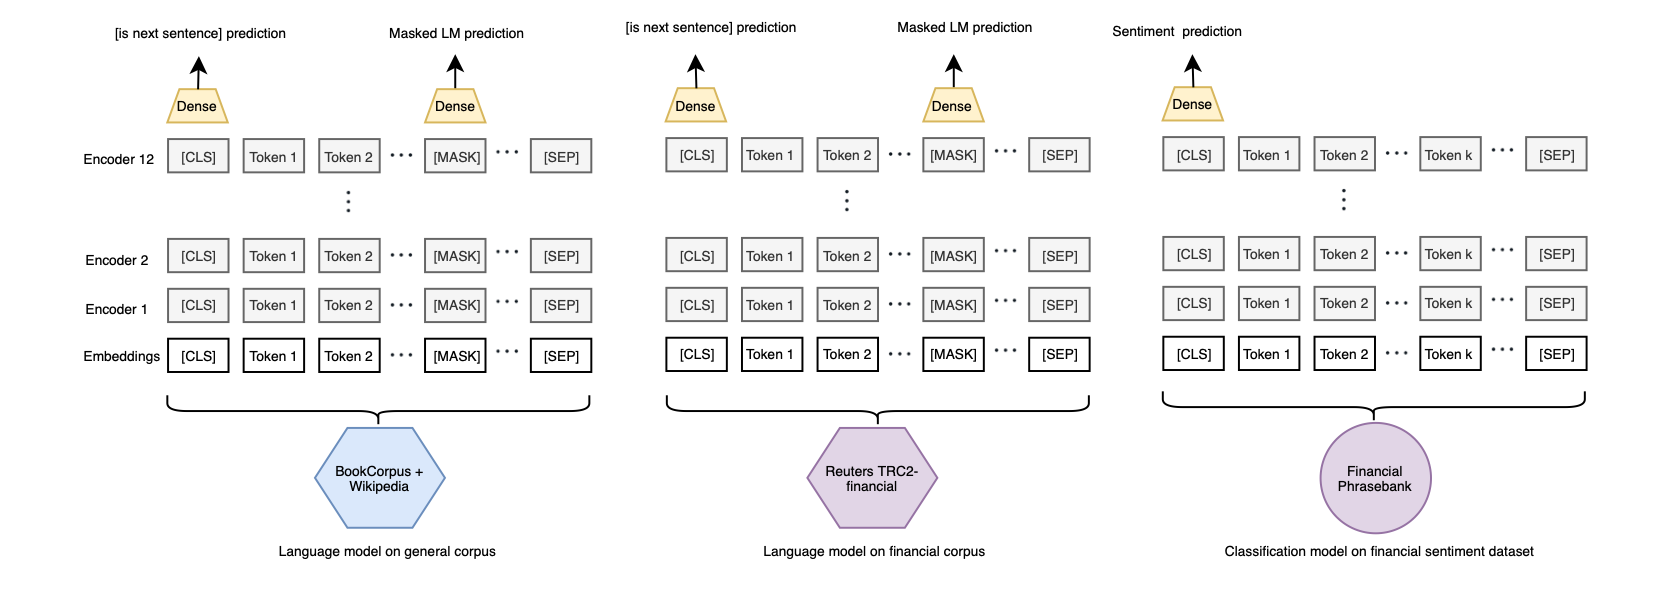 [is next sentence] prediction
Masked LM prediction
Dense
Dense
Encoder 12
[CLS] Token 1 Token 2 ··· [MASK] ··· [SEP]
Encoder 2
[CLS] Token 1 Token 2 ··· [MASK] ··· [SEP]
Encoder 1
[CLS] Token 1 Token 2 ··· [MASK] ··· [SEP]
Embeddings
[CLS] Token 1 Token 2 ··· [MASK] ··· [SEP]
BookCorpus +
Wikipedia
Language model on general corpus
[is next sentence] prediction
Masked LM prediction
Dense
Dense
[CLS] Token 1 Token 2 ··· [MASK] ··· [SEP]
[CLS] Token 1 Token 2 ··· [MASK] ··· [SEP]
[CLS] Token 1 Token 2 ··· [MASK] ··· [SEP]
[CLS] Token 1 Token 2 ··· [MASK] ··· [SEP]
Reuters TRC2-
financial
Language model on financial corpus
Sentiment prediction
Dense
[CLS] Token 1 Token 2 ··· Token k ··· [SEP]
[CLS] Token 1 Token 2 ··· Token k ··· [SEP]
[CLS] Token 1 Token 2 ··· Token k ··· [SEP]
[CLS] Token 1 Token 2 ··· Token k ··· [SEP]
Financial
Phrasebank
Classification model on financial sentiment dataset